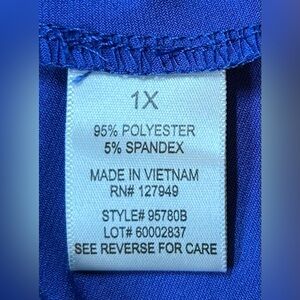 1X
95% POLYESTER
5% SPANDEX
MADE IN VIETNAM
RN# 127949
STYLE# 95780B
LOT# 60002837
SEE REVERSE FOR CARE